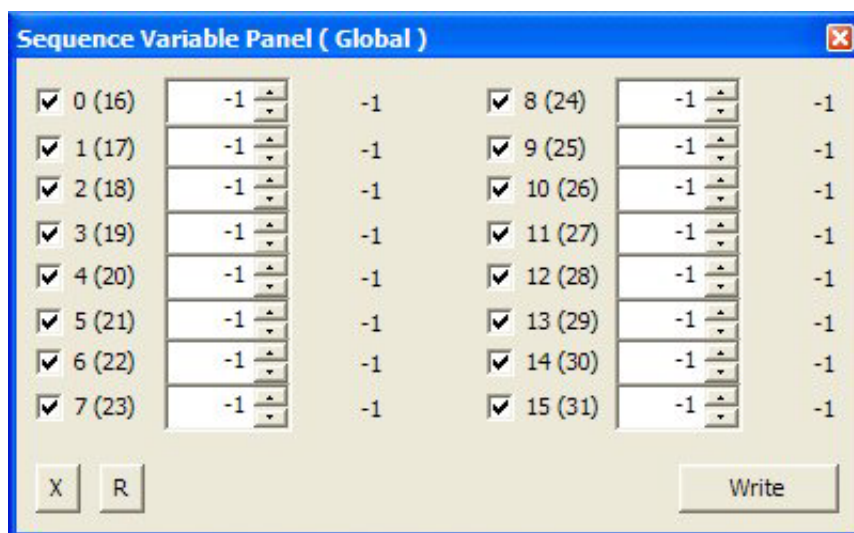 Sequence Variable Panel ( Global )
0 (16) -1 -1 8 (24) -1 -1
1 (17) -1 -1 9 (25) -1 -1
2 (18) -1 -1 10 (26) -1 -1
3 (19) -1 -1 11 (27) -1 -1
4 (20) -1 -1 12 (28) -1 -1
5 (21) -1 -1 13 (29) -1 -1
6 (22) -1 -1 14 (30) -1 -1
7 (23) -1 -1 15 (31) -1 -1
X R Write